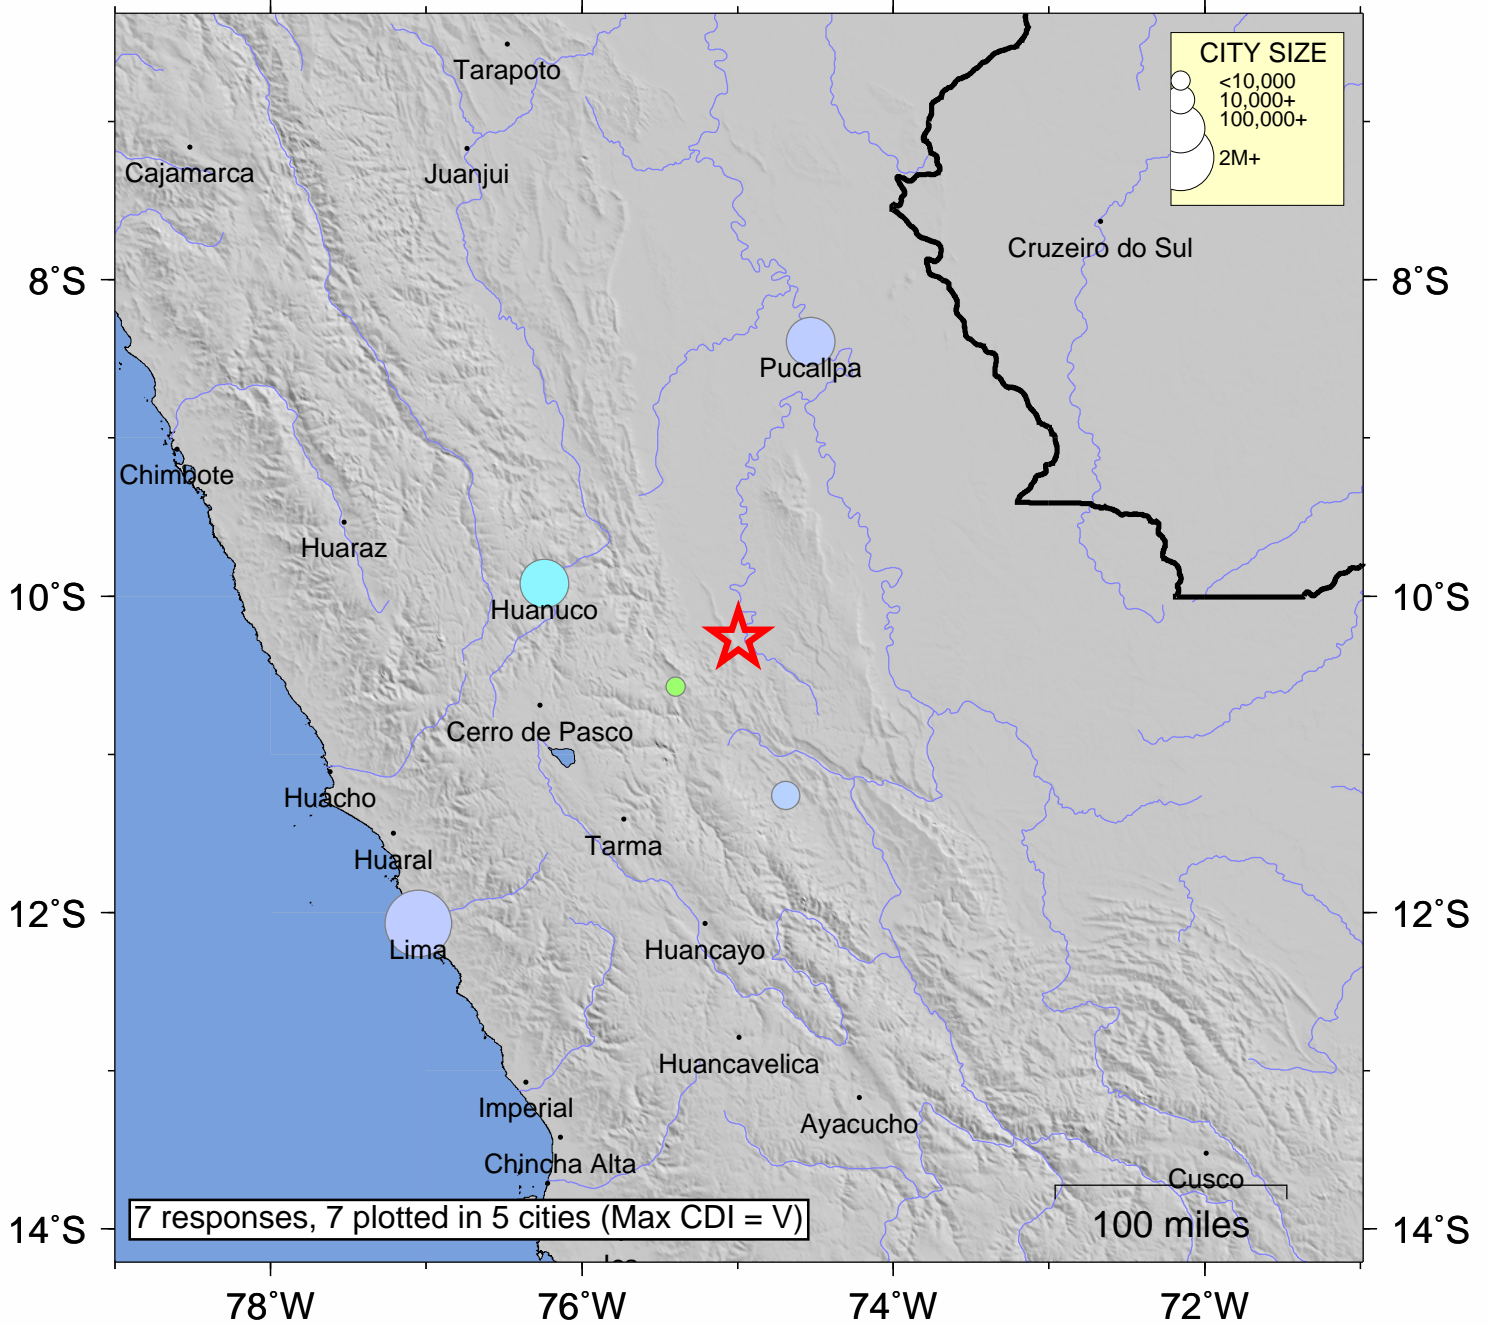 CITY SIZE
<10,000
10,000+
100,000+
2M+
Tarapoto
Cajamarca
Juanjui
Cruzeiro do Sul
8°S
8°S
Pucallpa
Chimbote
Huaraz
10°S
10°S
Huanuco
Cerro de Pasco
Huacho
Tarma
Huaral
12°S
12°S
Lima
Huancayo
Huancavelica
Imperial
Ayacucho
Chincha Alta
Cusco
7 responses, 7 plotted in 5 cities (Max CDI = V)
100 miles
14°S
14°S
78°W
76°W
74°W
72°W